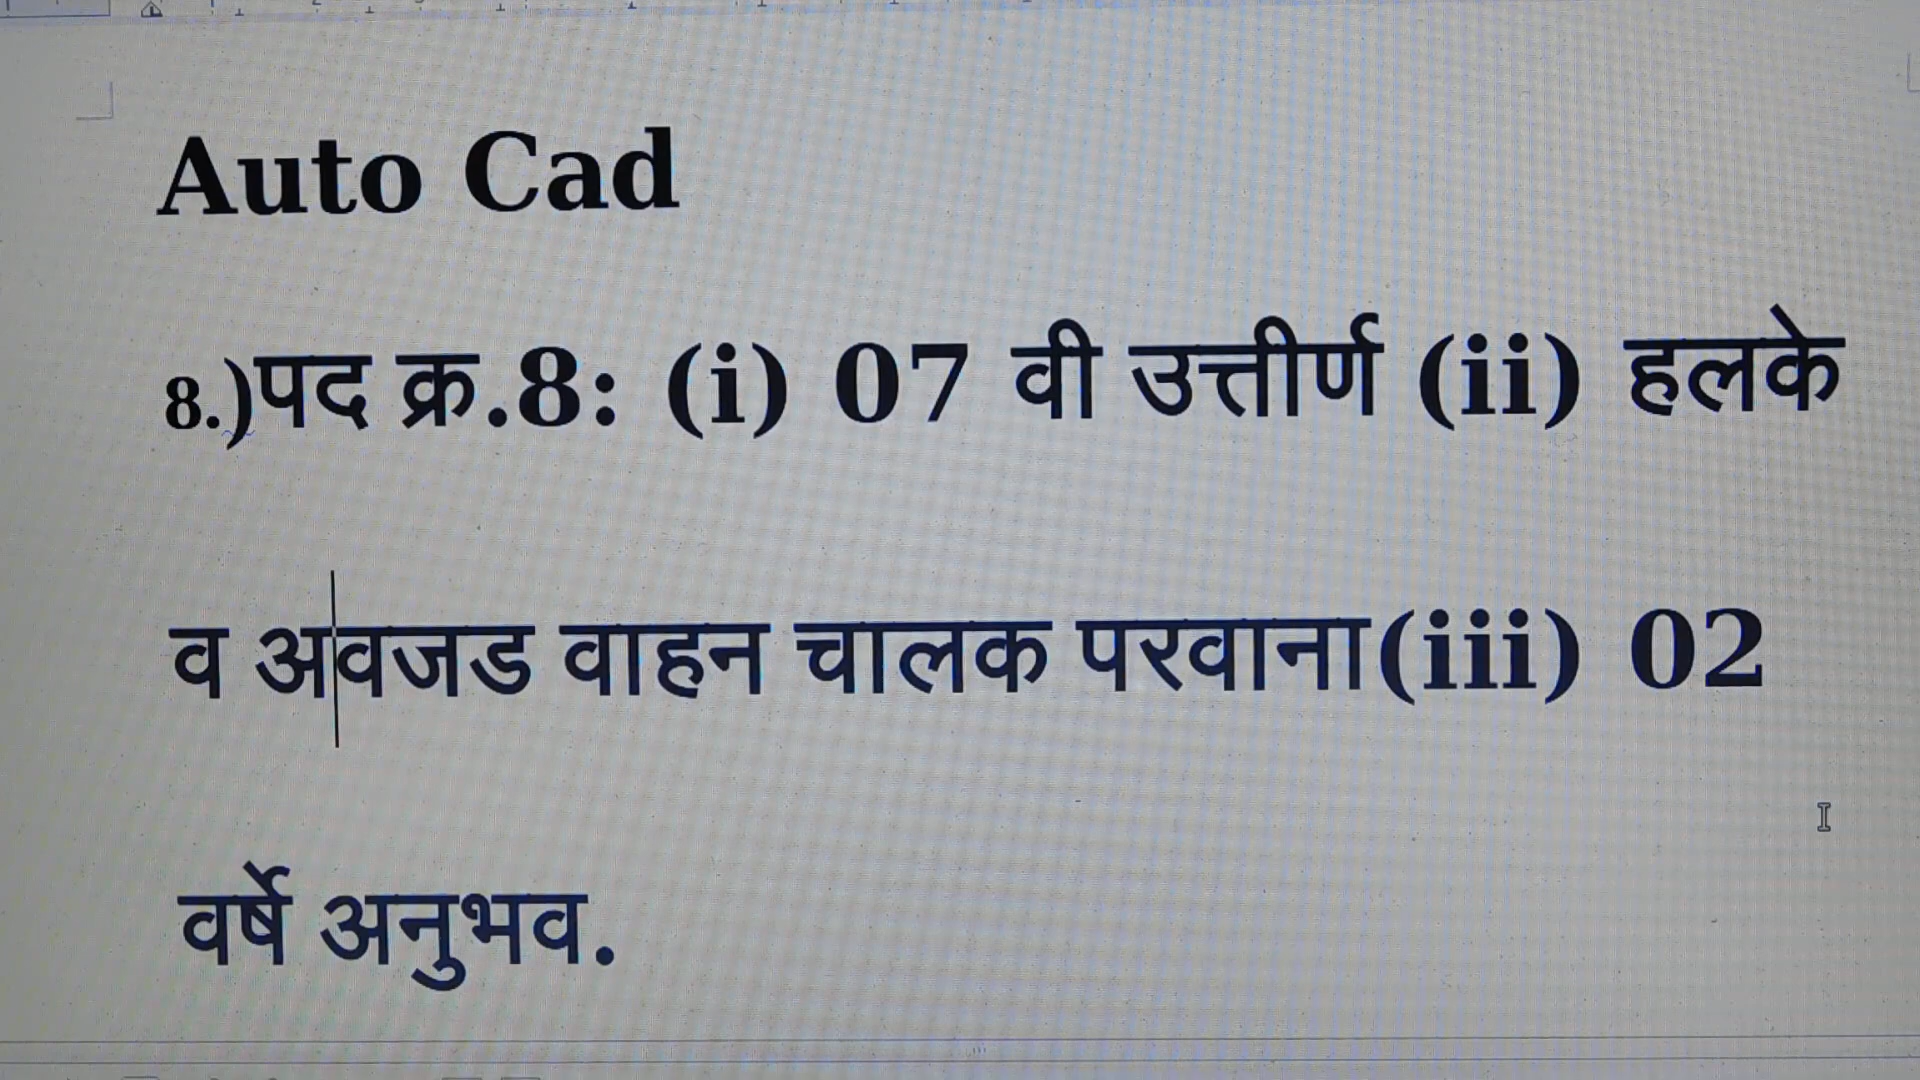 Auto Cad
8.)पद क्र.8: (i) 07 वी उत्तीर्ण (ii) हलके
व अवजड वाहन चालक परवाना(iii) 02
वर्षे अनुभव.